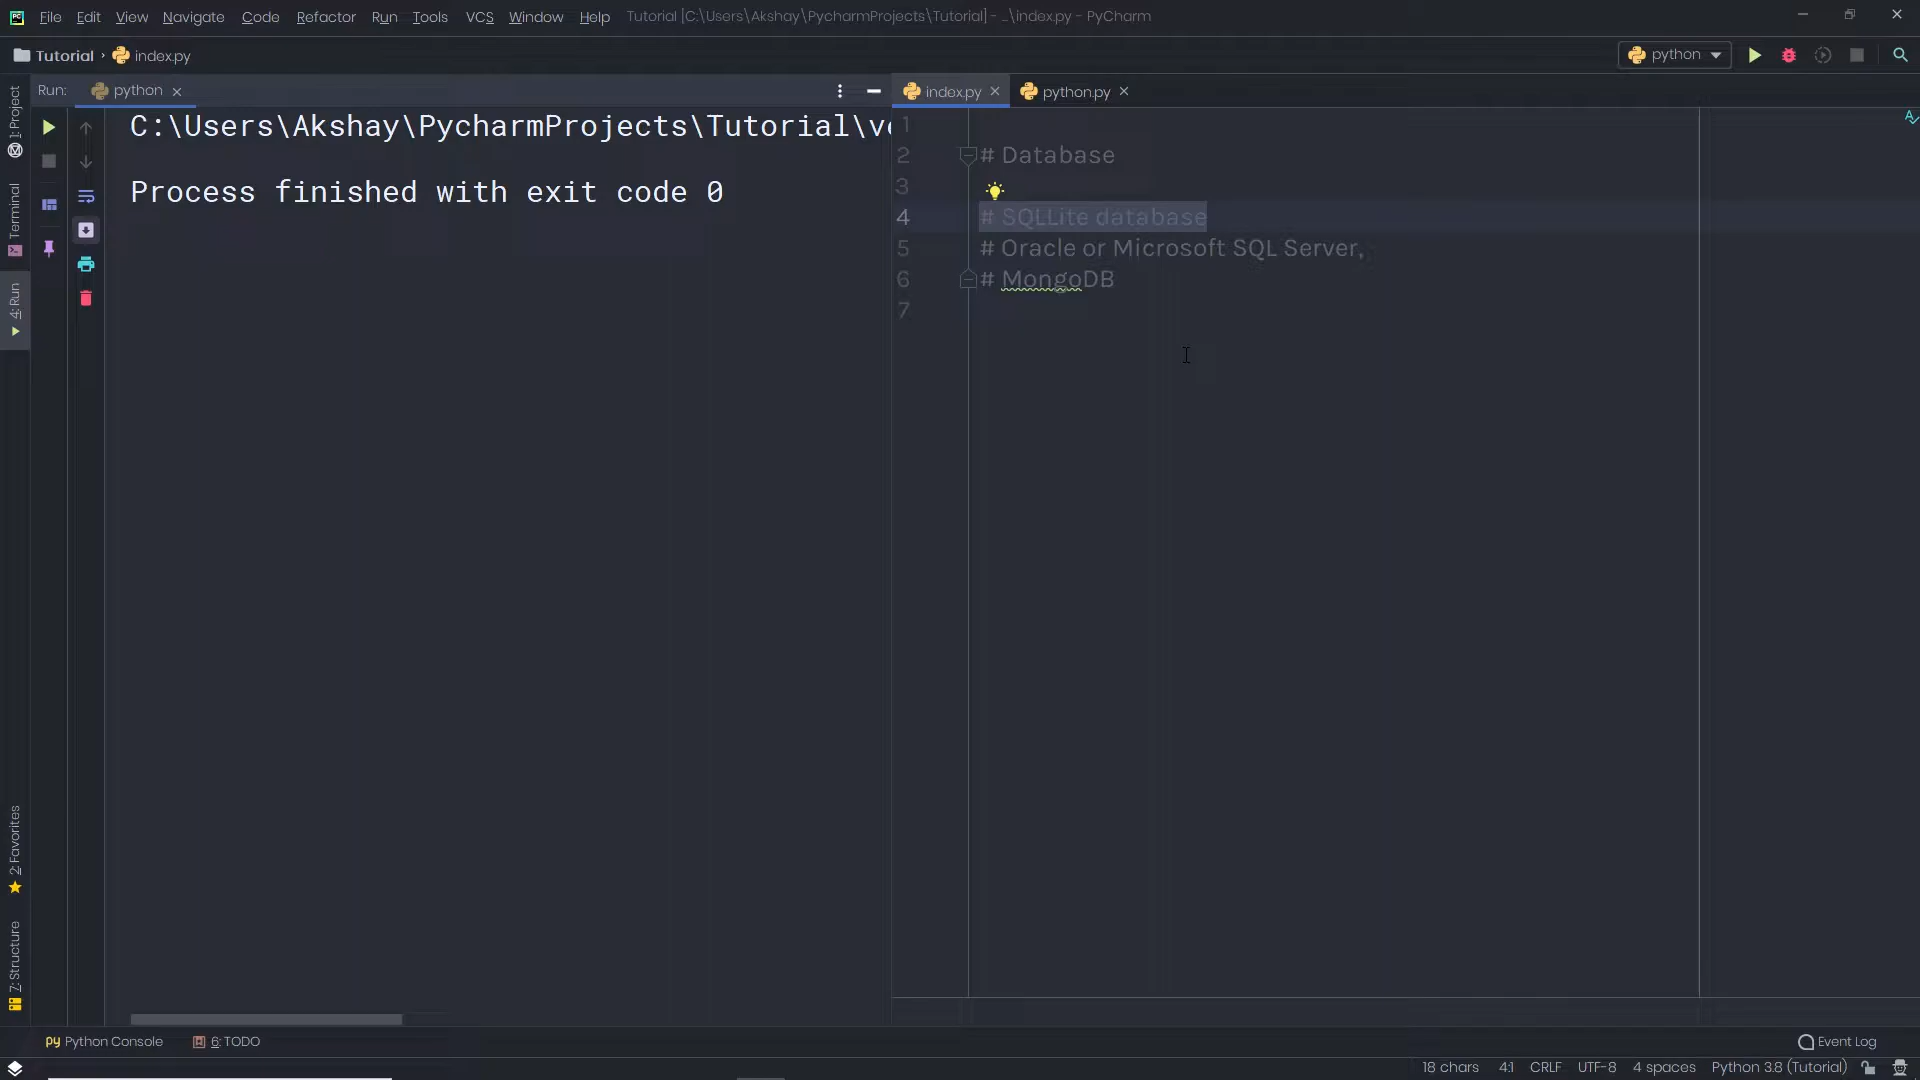 File Edit View Navigate Code Refactor Run Tools VCS Window Help Tutorial [C:\Users\Akshay\PycharmProjects\Tutorial] - ...\index.py - PyCharm
Tutorial › index.py
python
Run: python
index.py python.py
C:\Users\Akshay\PycharmProjects\Tutorial\ve
Process finished with exit code 0
1
2 # Database
3
4 # SQLLite database
5 # Oracle or Microsoft SQL Server,
6 # MongoDB
7
1: Project
Terminal
4: Run
2: Favorites
7: Structure
Python Console 6: TODO Event Log
18 chars 4:1 CRLF UTF-8 4 spaces Python 3.8 (Tutorial)